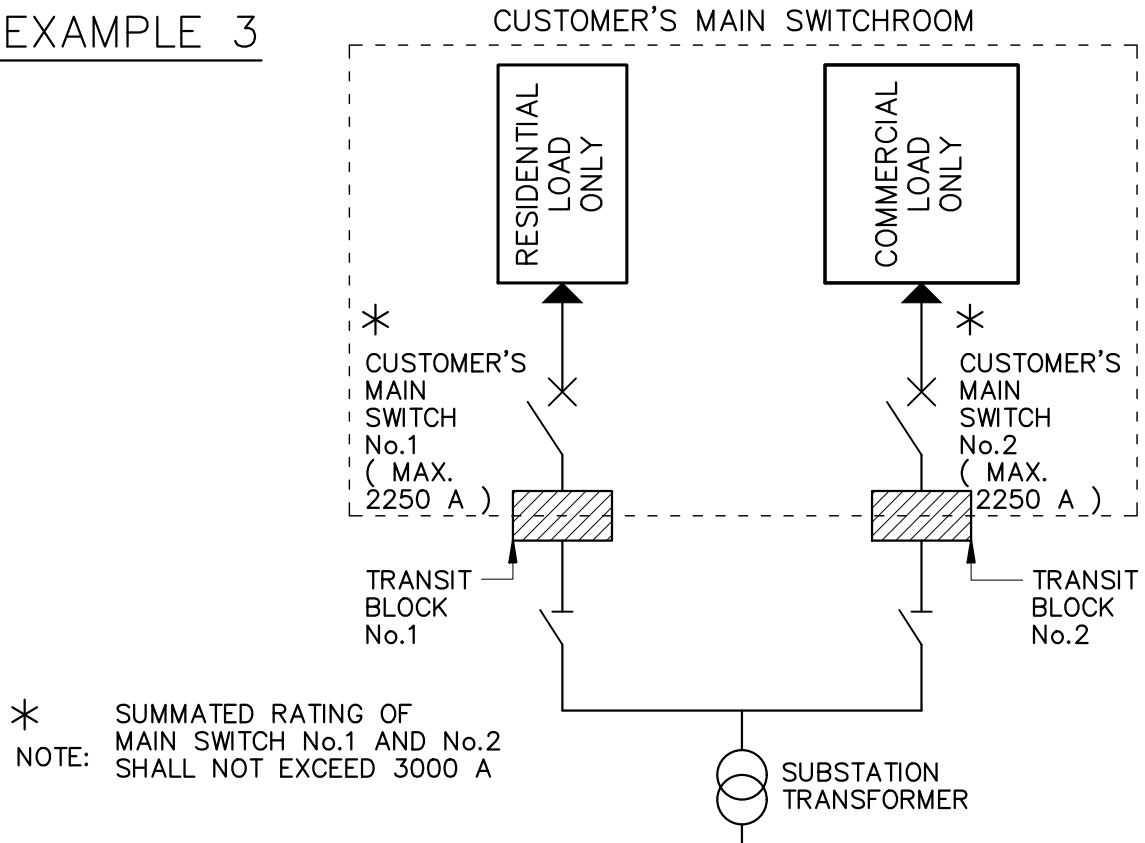 EXAMPLE 3
CUSTOMER'S MAIN SWITCHROOM
RESIDENTIAL
LOAD
ONLY
COMMERCIAL
LOAD
ONLY
*
CUSTOMER'S
MAIN
SWITCH
No.1
( MAX.
2250 A )
*
CUSTOMER'S
MAIN
SWITCH
No.2
( MAX.
2250 A )
TRANSIT
BLOCK
No.1
TRANSIT
BLOCK
No.2
*
NOTE:
SUMMATED RATING OF
MAIN SWITCH No.1 AND No.2
SHALL NOT EXCEED 3000 A
SUBSTATION
TRANSFORMER